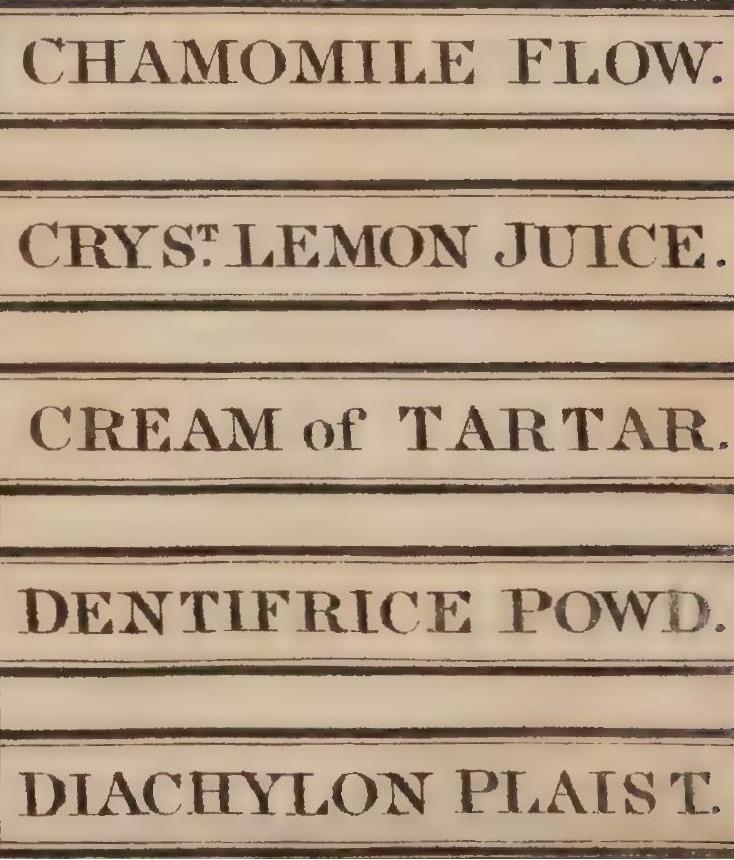 CHAMOMILE FLOW.
CRYSᵀ. LEMON JUICE.
CREAM of TARTAR.
DENTIFRICE POWD.
DIACHYLON PLAIST.